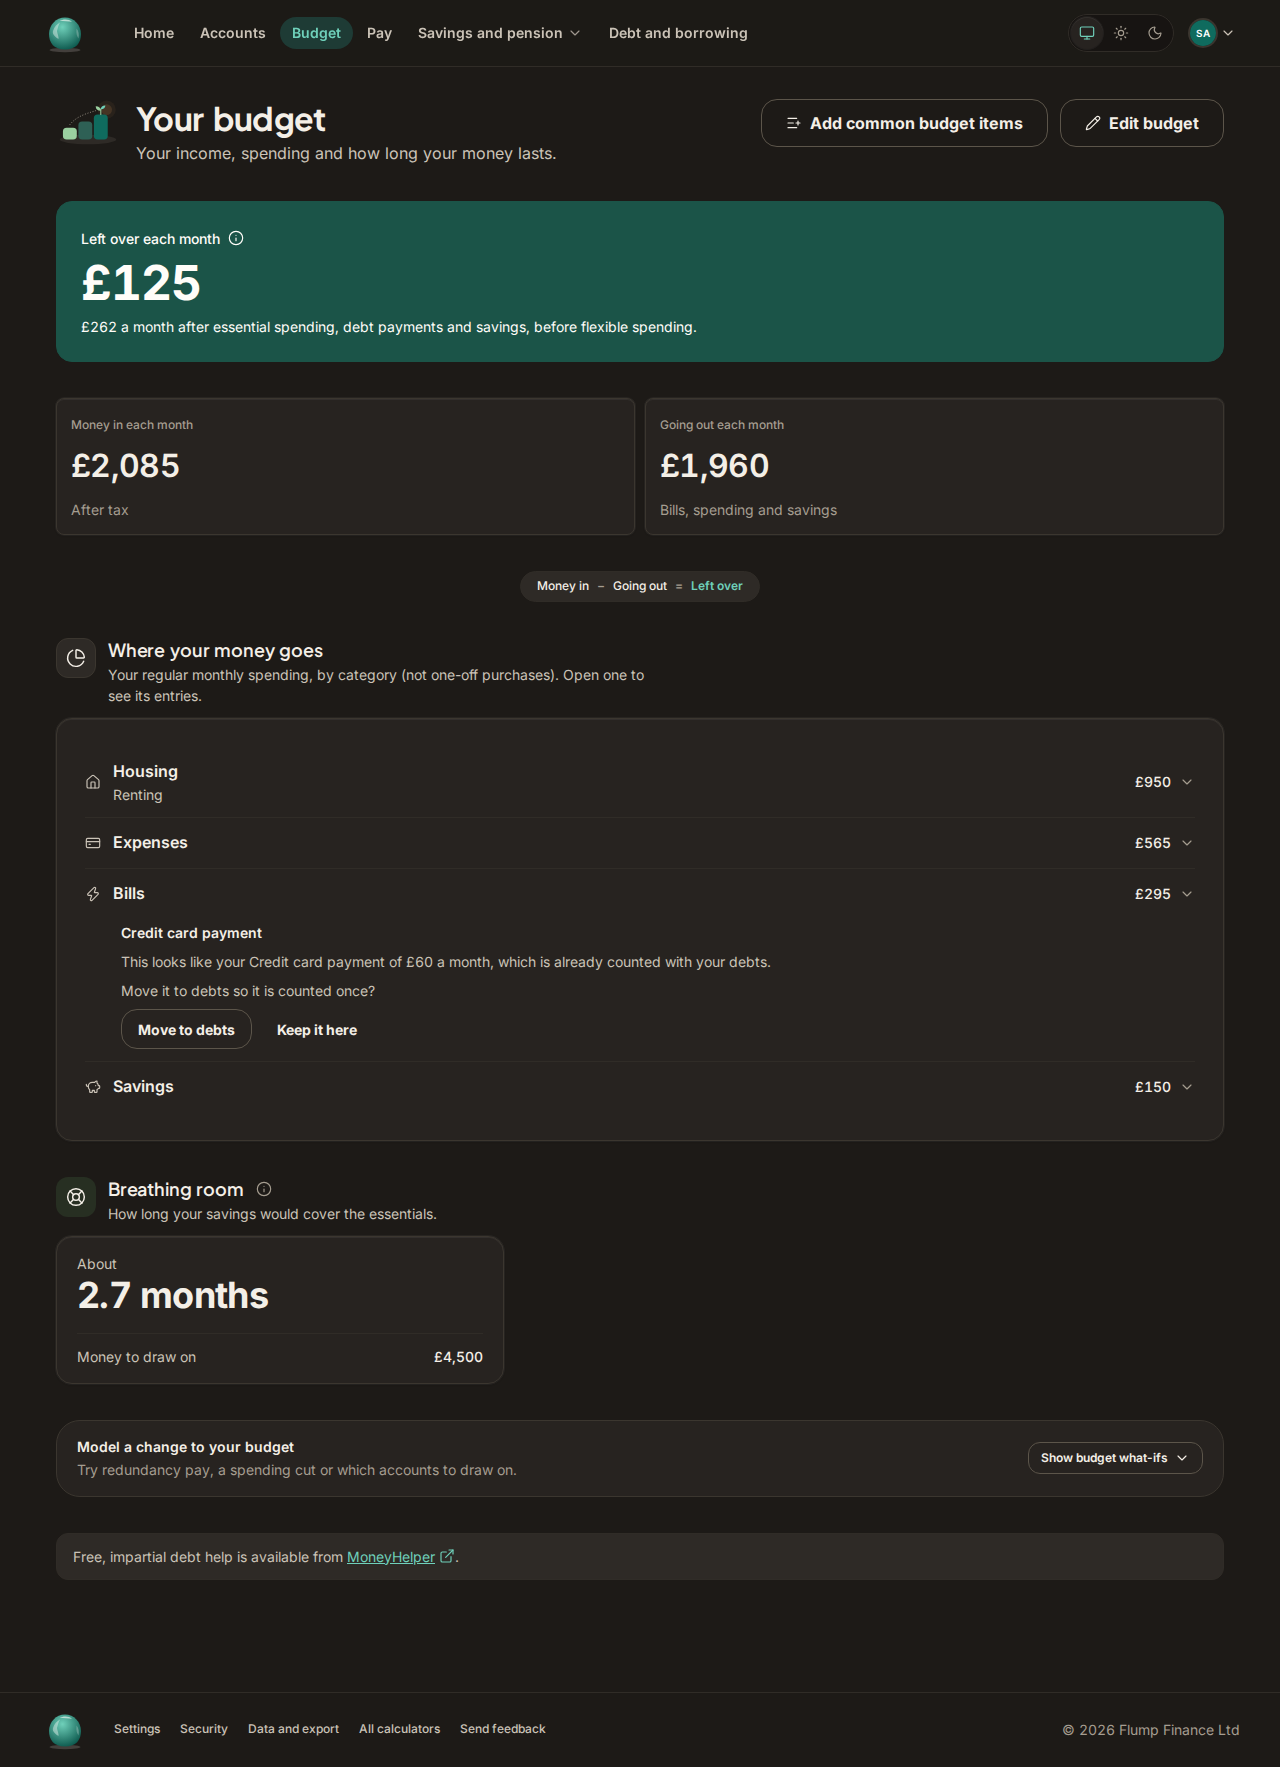 Home
Accounts
Budget
Pay
Savings and pension
Debt and borrowing
SA
Your budget
Your income, spending and how long your money lasts.
Add common budget items
Edit budget
Left over each month
£125
£262 a month after essential spending, debt payments and savings, before flexible spending.
Money in each month
£2,085
After tax
Going out each month
£1,960
Bills, spending and savings
Money in − Going out = Left over
Where your money goes
Your regular monthly spending, by category (not one-off purchases). Open one to
see its entries.
Housing
Renting
£950
Expenses
£565
Bills
£295
Credit card payment
This looks like your Credit card payment of £60 a month, which is already counted with your debts.
Move it to debts so it is counted once?
Move to debts
Keep it here
Savings
£150
Breathing room
How long your savings would cover the essentials.
About
2.7 months
Money to draw on
£4,500
Model a change to your budget
Try redundancy pay, a spending cut or which accounts to draw on.
Show budget what-ifs
Free, impartial debt help is available from MoneyHelper.
Settings
Security
Data and export
All calculators
Send feedback
© 2026 Flump Finance Ltd